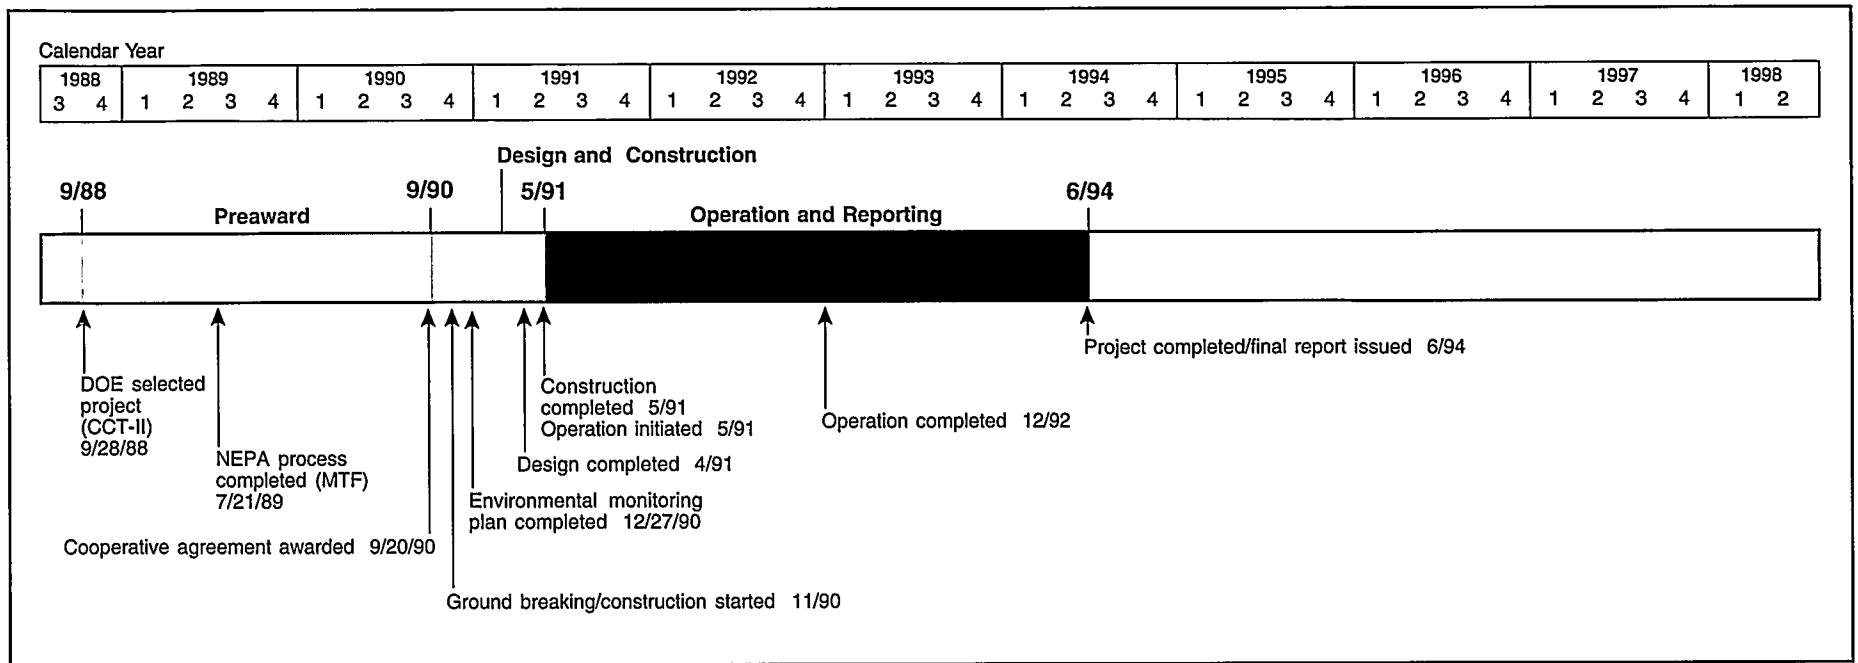 Calendar Year
1988 1989 1990 1991 1992 1993 1994 1995 1996 1997 1998
3 4 1 2 3 4 1 2 3 4 1 2 3 4 1 2 3 4 1 2 3 4 1 2 3 4 1 2 3 4 1 2 3 4 1 2 3 4 1 2
Design and Construction
9/88 9/90 5/91 6/94
Preaward Operation and Reporting
DOE selected
project
(CCT-II)
9/28/88
NEPA process
completed (MTF)
7/21/89
Cooperative agreement awarded 9/20/90
Ground breaking/construction started 11/90
Environmental monitoring
plan completed 12/27/90
Design completed 4/91
Construction
completed 5/91
Operation initiated 5/91
Operation completed 12/92
Project completed/final report issued 6/94